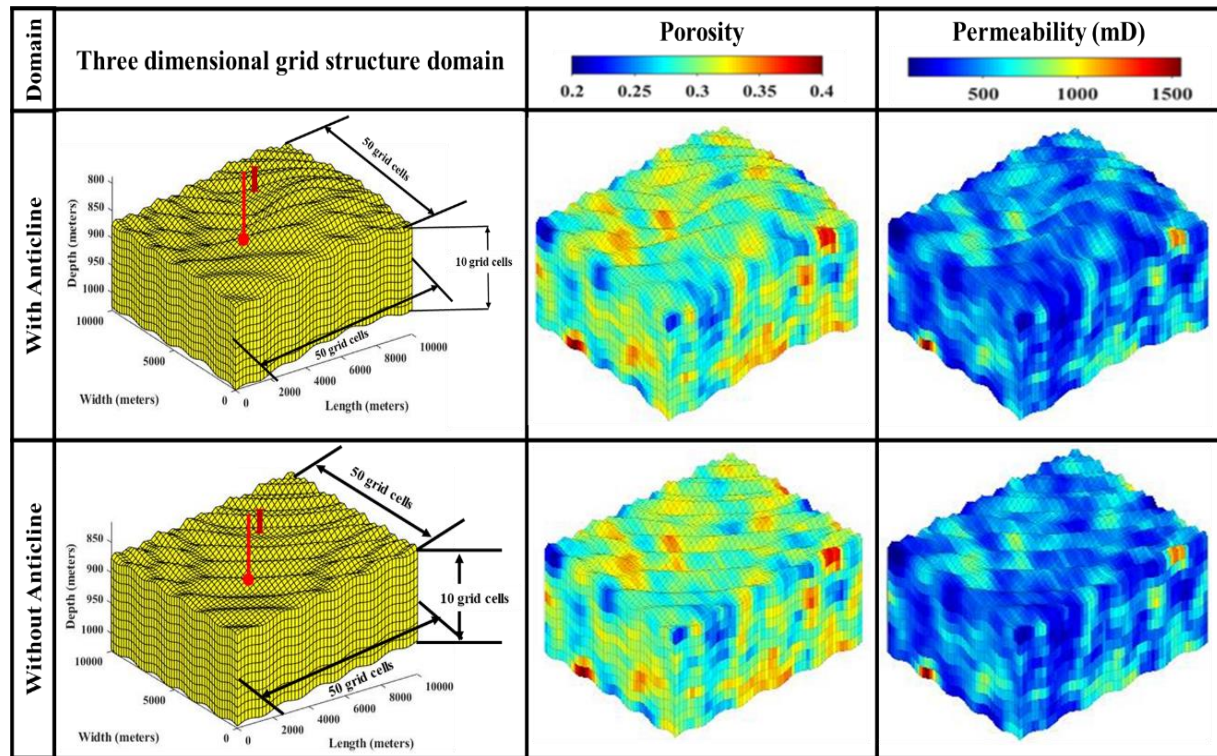 Domain
Three dimensional grid structure domain
Porosity
0.2 0.25 0.3 0.35 0.4
Permeability (mD)
500 1000 1500
With Anticline
50 grid cells
10 grid cells
50 grid cells
Depth (meters)
800
850
900
950
1000
10000
5000
0
Width (meters)
0
2000
4000
6000
8000
10000
Length (meters)
I
Without Anticline
50 grid cells
10 grid cells
50 grid cells
Depth (meters)
850
900
950
1000
10000
5000
0
Width (meters)
0
2000
4000
6000
8000
10000
Length (meters)
I